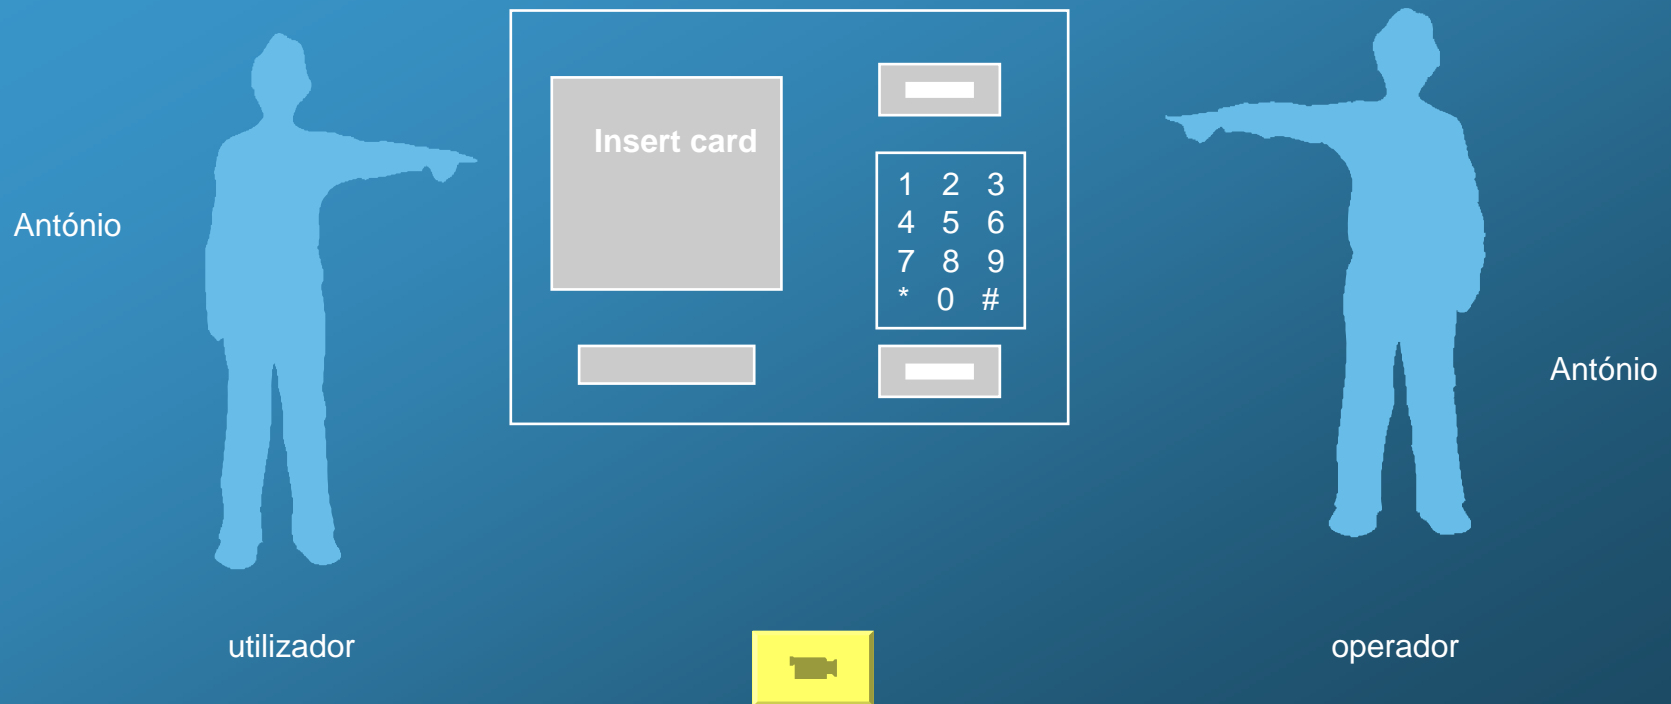 Insert card
1 2 3
4 5 6
7 8 9
* 0 #
António
António
utilizador
operador